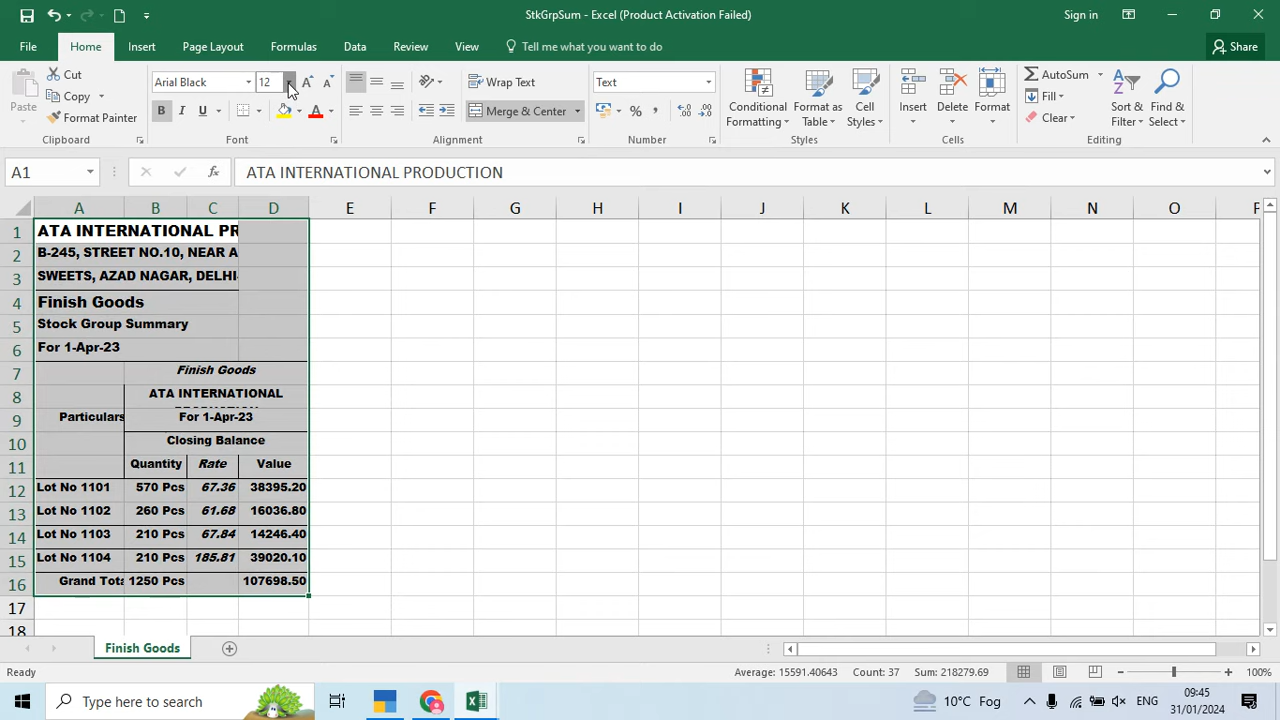 StkGrpSum - Excel (Product Activation Failed)
Sign in
File Home Insert Page Layout Formulas Data Review View Tell me what you want to do Share
Paste
Cut
Copy
Format Painter
Clipboard
Arial Black 12 A A
B I U A
Font
Wrap Text
Merge & Center
Alignment
Text
%
Number
Conditional Formatting
Format as Table
Cell Styles
Styles
Insert Delete Format
Cells
AutoSum
Fill
Clear
Sort & Filter
Find & Select
Editing
A1 fx ATA INTERNATIONAL PRODUCTION
A B C D E F G H I J K L M N O
1 ATA INTERNATIONAL PR
2 B-245, STREET NO.10, NEAR A
3 SWEETS, AZAD NAGAR, DELHI-
4 Finish Goods
5 Stock Group Summary
6 For 1-Apr-23
7 Finish Goods
8 ATA INTERNATIONAL
9 Particulars For 1-Apr-23
10 Closing Balance
11 Quantity Rate Value
12 Lot No 1101 570 Pcs 67.36 38395.20
13 Lot No 1102 260 Pcs 61.68 16036.80
14 Lot No 1103 210 Pcs 67.84 14246.40
15 Lot No 1104 210 Pcs 185.81 39020.10
16 Grand Tota 1250 Pcs 107698.50
17
18
Finish Goods
Ready Average: 15591.40643 Count: 37 Sum: 218279.69 100%
Type here to search
10°C Fog
ENG
09:45
31/01/2024